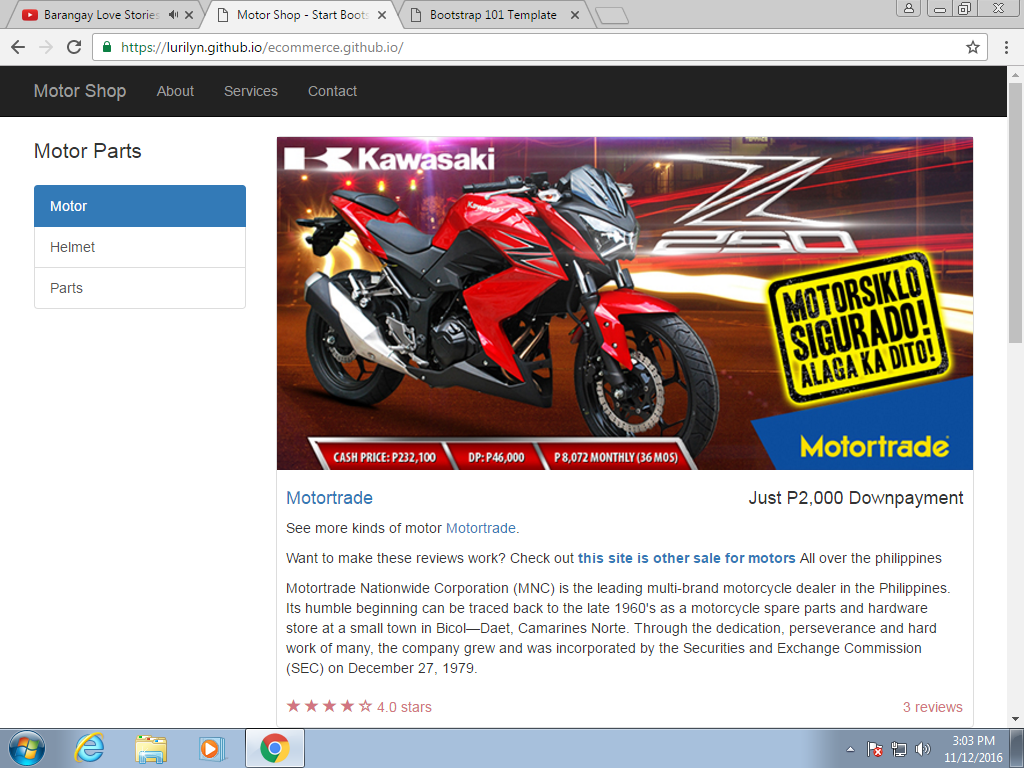 Barangay Love Stories
Motor Shop - Start Boots
Bootstrap 101 Template
https://lurilyn.github.io/ecommerce.github.io/
Motor Shop
About
Services
Contact
Motor Parts
Motor
Helmet
Parts
Kawasaki
Z
250
MOTORSIKLO
SIGURADO!
ALAGA KA DITO!
Motortrade
CASH PRICE: P232,100
DP: P46,000
P 8,072 MONTHLY (36 MOS)
Motortrade
Just P2,000 Downpayment
See more kinds of motor Motortrade.
Want to make these reviews work? Check out this site is other sale for motors All over the philippines
Motortrade Nationwide Corporation (MNC) is the leading multi-brand motorcycle dealer in the Philippines.
Its humble beginning can be traced back to the late 1960's as a motorcycle spare parts and hardware
store at a small town in Bicol—Daet, Camarines Norte. Through the dedication, perseverance and hard
work of many, the company grew and was incorporated by the Securities and Exchange Commission
(SEC) on December 27, 1979.
★★★★☆ 4.0 stars
3 reviews
3:03 PM
11/12/2016